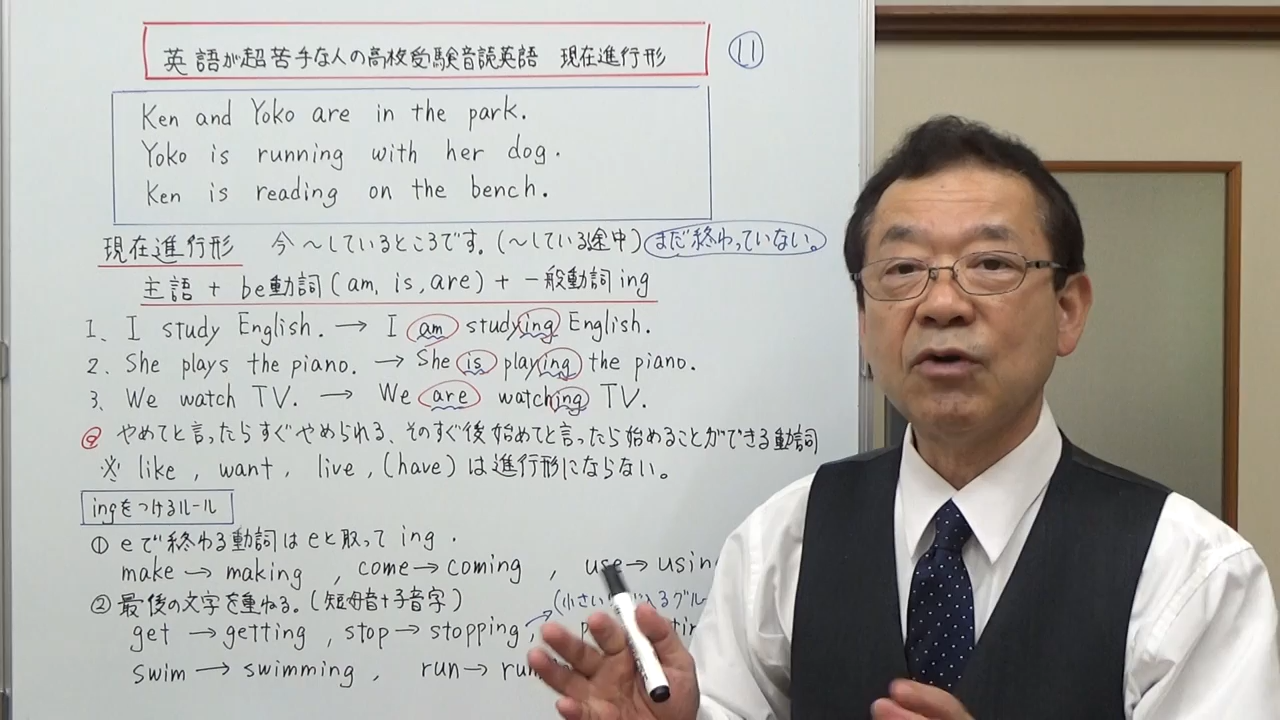 英語が超苦手な人の高校受験音読英語 現在進行形 11
Ken and Yoko are in the park.
Yoko is running with her dog.
Ken is reading on the bench.
現在進行形 今~しているところです。(~している途中) まだ終わっていない。
主語 + be動詞(am, is, are) + 一般動詞ing
1、I study English. → I am studying English.
2、She plays the piano. → She is playing the piano.
3、We watch TV. → We are watching TV.
@ やめてと言ったらすぐやめられる、そのすぐ後始めてと言ったら始めることができる動詞
※ like, want, live, (have)は進行形にならない。
ingをつけるルール
① eで終わる動詞はeと取って ing.
make → making, come → coming, use → usin
② 最後の文字を重ねる。(短母音+子音字) (小さい
get → getting, stop → stopping,
swim → swimming, run → run